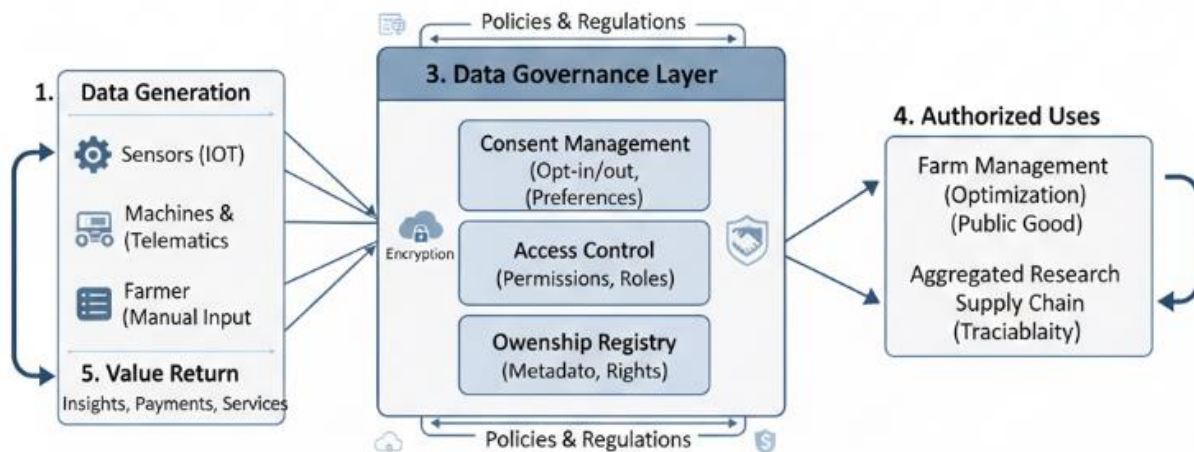 Policies & Regulations
1. Data Generation
Sensors (IOT)
Machines &
(Telematics
Farmer
(Manual Input
5. Value Return
Insights, Payments, Services
Encryption
3. Data Governance Layer
Consent Management
(Opt-in/out,
(Preferences)
Access Control
(Permissions, Roles)
Ownship Registry
(Metadato, Rights)
Policies & Regulations
4. Authorized Uses
Farm Management
(Optimization)
(Public Good)
Aggregated Research
Supply Chain
(Traciablaity)